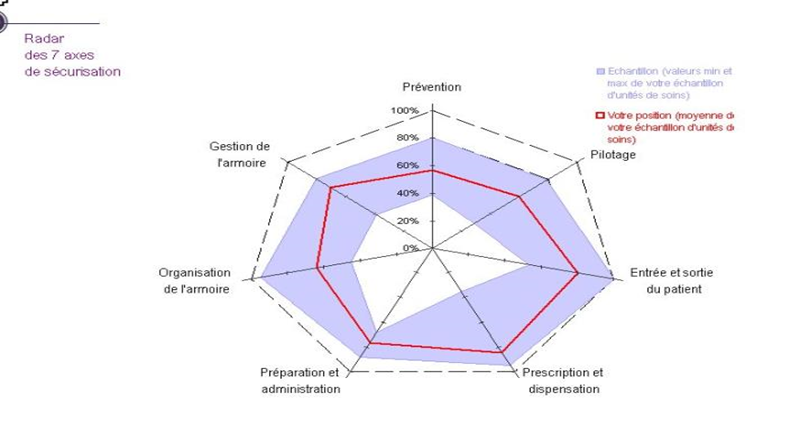 Radar
des 7 axes
de sécurisation
Echantillon (valeurs min et
max de votre échantillon
d'unités de soins)
Votre position (moyenne de
votre échantillon d'unités de
soins)
Prévention
100%
80%
60%
40%
20%
0%
Pilotage
Entrée et sortie
du patient
Prescription et
dispensation
Préparation et
administration
Organisation
de l'armoire
Gestion de
l'armoire